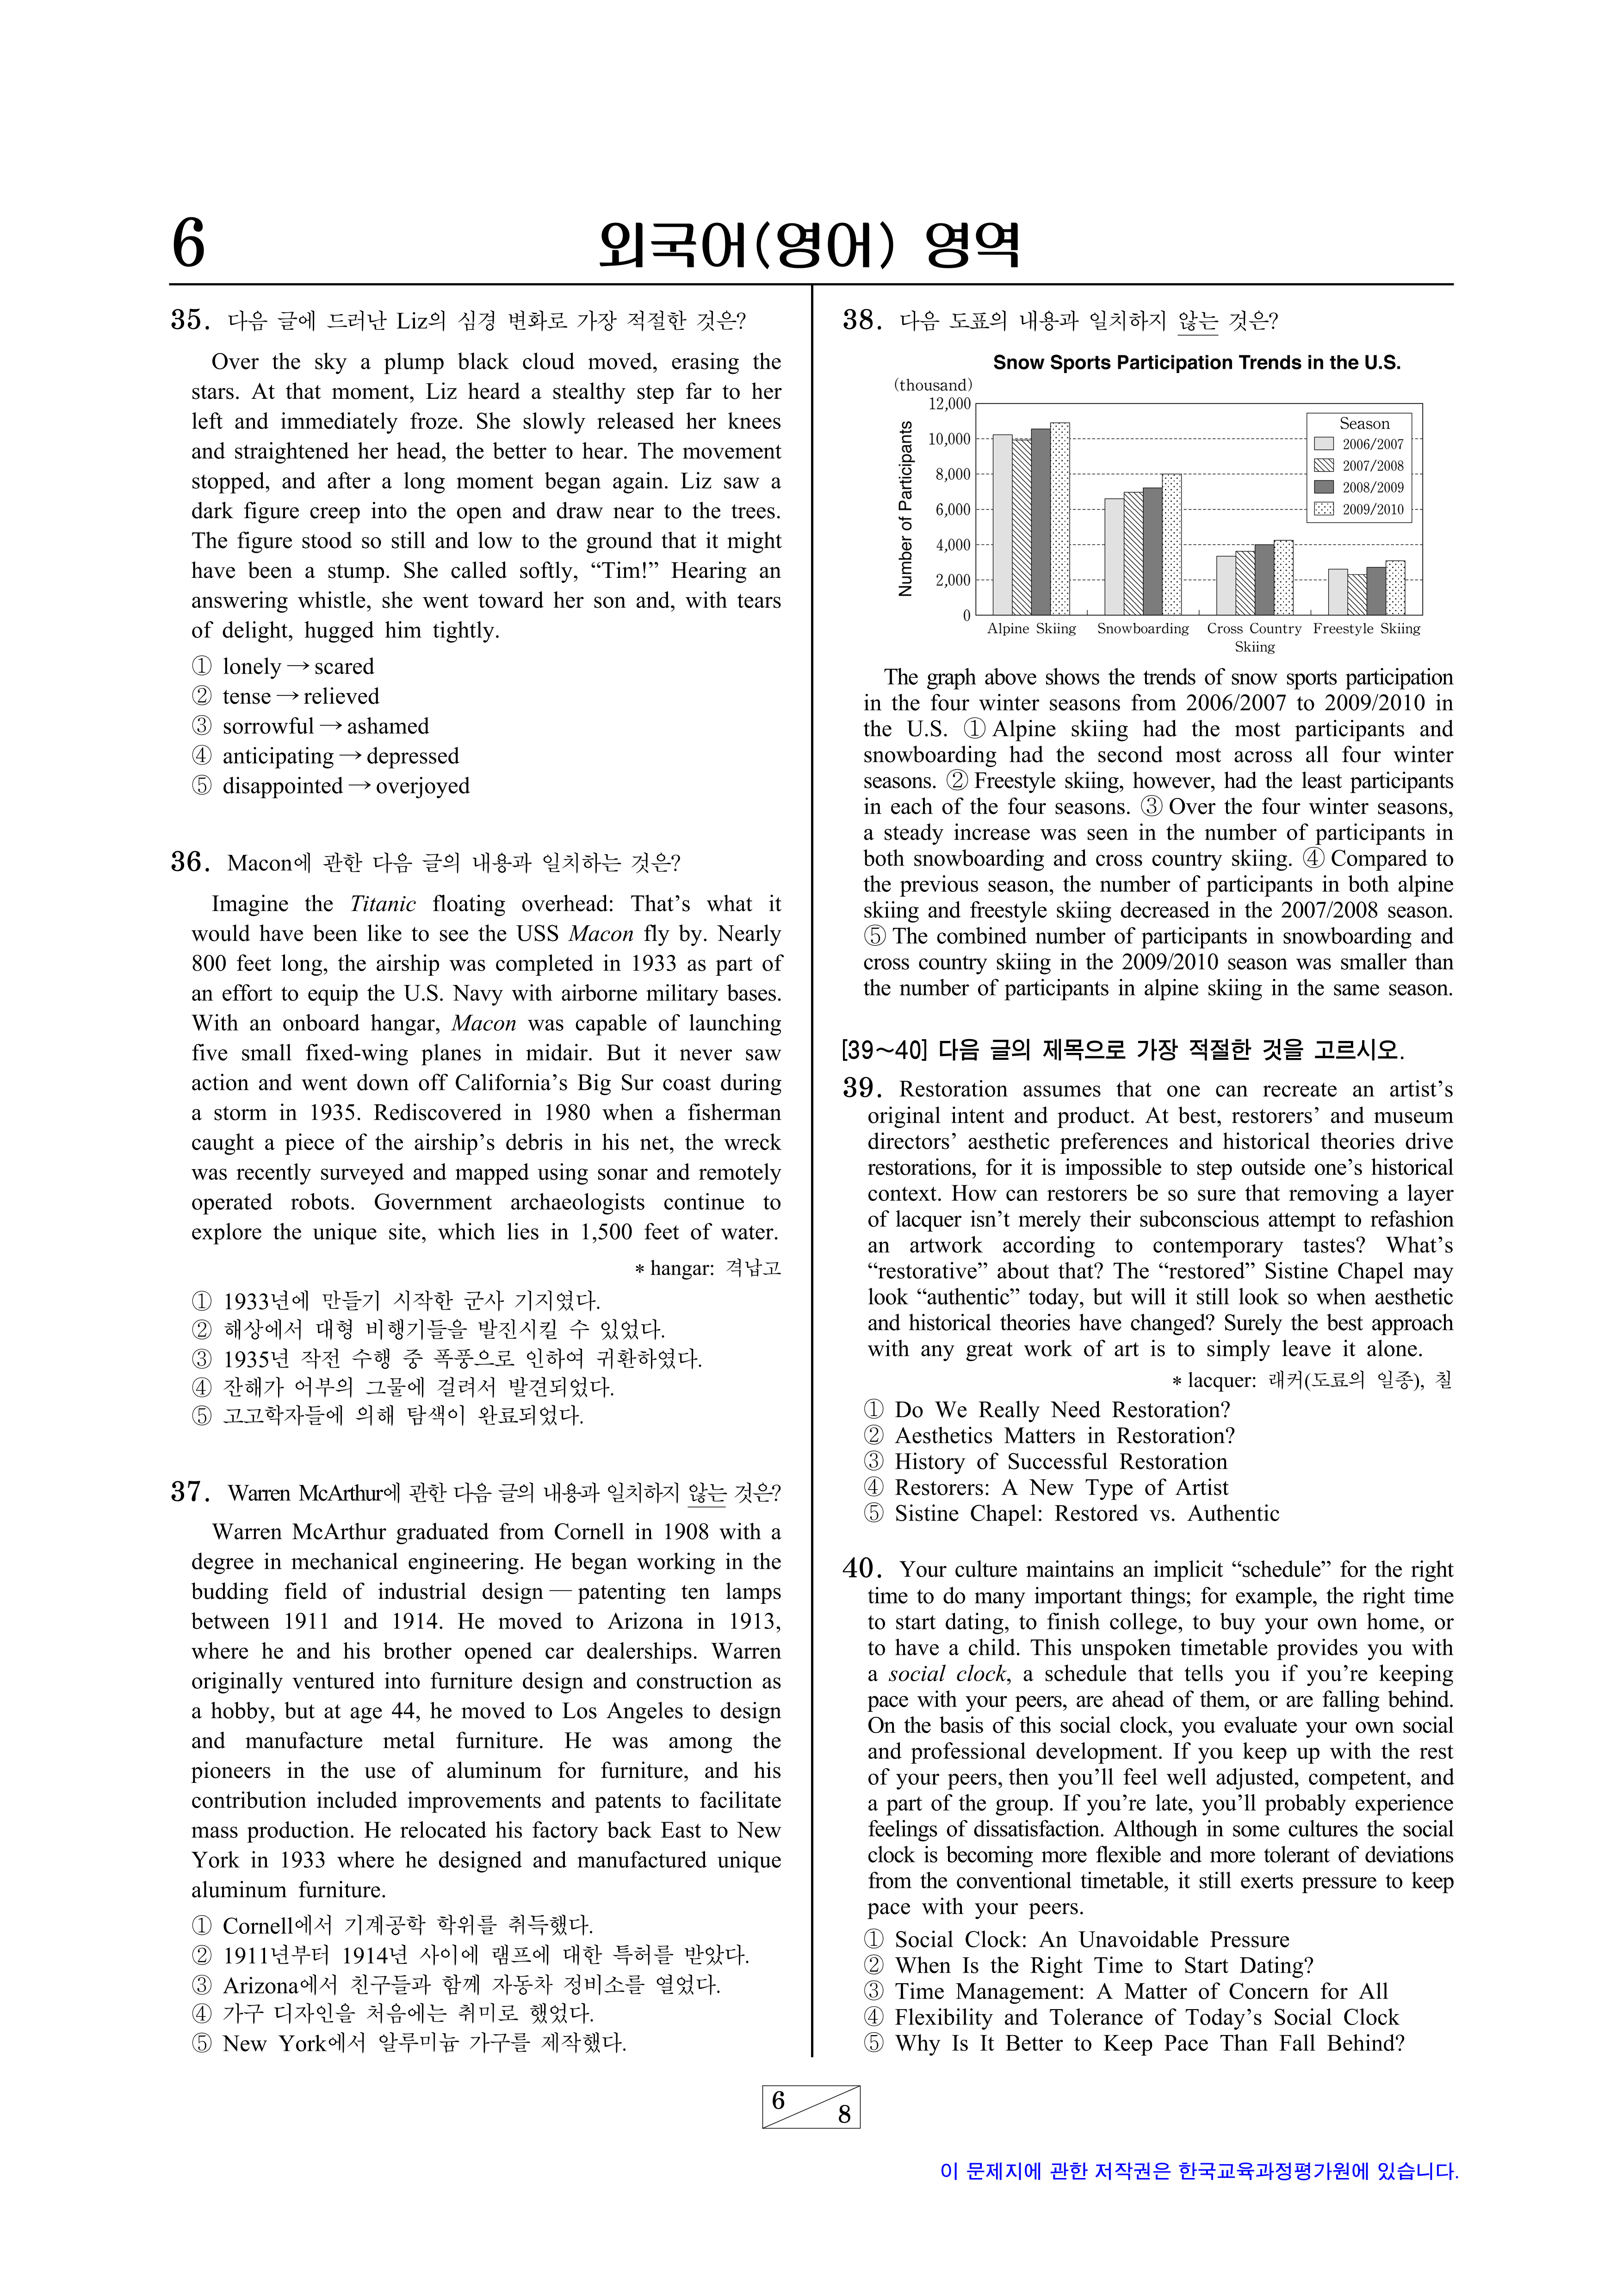 6
외국어(영어) 영역
35. 다음 글에 드러난 Liz의 심경 변화로 가장 적절한 것은?
Over the sky a plump black cloud moved, erasing the
stars. At that moment, Liz heard a stealthy step far to her
left and immediately froze. She slowly released her knees
and straightened her head, the better to hear. The movement
stopped, and after a long moment began again. Liz saw a
dark figure creep into the open and draw near to the trees.
The figure stood so still and low to the ground that it might
have been a stump. She called softly, “Tim!” Hearing an
answering whistle, she went toward her son and, with tears
of delight, hugged him tightly.
① lonely → scared
② tense → relieved
③ sorrowful → ashamed
④ anticipating → depressed
⑤ disappointed → overjoyed
36. Macon에 관한 다음 글의 내용과 일치하는 것은?
Imagine the Titanic floating overhead: That’s what it
would have been like to see the USS Macon fly by. Nearly
800 feet long, the airship was completed in 1933 as part of
an effort to equip the U.S. Navy with airborne military bases.
With an onboard hangar, Macon was capable of launching
five small fixed-wing planes in midair. But it never saw
action and went down off California’s Big Sur coast during
a storm in 1935. Rediscovered in 1980 when a fisherman
caught a piece of the airship’s debris in his net, the wreck
was recently surveyed and mapped using sonar and remotely
operated robots. Government archaeologists continue to
explore the unique site, which lies in 1,500 feet of water.
* hangar: 격납고
① 1933년에 만들기 시작한 군사 기지였다.
② 해상에서 대형 비행기들을 발진시킬 수 있었다.
③ 1935년 작전 수행 중 폭풍으로 인하여 귀환하였다.
④ 잔해가 어부의 그물에 걸려서 발견되었다.
⑤ 고고학자들에 의해 탐색이 완료되었다.
37. Warren McArthur에 관한 다음 글의 내용과 일치하지 않는 것은?
Warren McArthur graduated from Cornell in 1908 with a
degree in mechanical engineering. He began working in the
budding field of industrial design — patenting ten lamps
between 1911 and 1914. He moved to Arizona in 1913,
where he and his brother opened car dealerships. Warren
originally ventured into furniture design and construction as
a hobby, but at age 44, he moved to Los Angeles to design
and manufacture metal furniture. He was among the
pioneers in the use of aluminum for furniture, and his
contribution included improvements and patents to facilitate
mass production. He relocated his factory back East to New
York in 1933 where he designed and manufactured unique
aluminum furniture.
① Cornell에서 기계공학 학위를 취득했다.
② 1911년부터 1914년 사이에 램프에 대한 특허를 받았다.
③ Arizona에서 친구들과 함께 자동차 정비소를 열었다.
④ 가구 디자인을 처음에는 취미로 했었다.
⑤ New York에서 알루미늄 가구를 제작했다.
38. 다음 도표의 내용과 일치하지 않는 것은?
Snow Sports Participation Trends in the U.S.
(thousand)
Number of Participants
12,000
10,000
8,000
6,000
4,000
2,000
0
Season
2006/2007
2007/2008
2008/2009
2009/2010
Alpine Skiing Snowboarding Cross Country Freestyle Skiing
Skiing
The graph above shows the trends of snow sports participation
in the four winter seasons from 2006/2007 to 2009/2010 in
the U.S. ① Alpine skiing had the most participants and
snowboarding had the second most across all four winter
seasons. ② Freestyle skiing, however, had the least participants
in each of the four seasons. ③ Over the four winter seasons,
a steady increase was seen in the number of participants in
both snowboarding and cross country skiing. ④ Compared to
the previous season, the number of participants in both alpine
skiing and freestyle skiing decreased in the 2007/2008 season.
⑤ The combined number of participants in snowboarding and
cross country skiing in the 2009/2010 season was smaller than
the number of participants in alpine skiing in the same season.
[39~40] 다음 글의 제목으로 가장 적절한 것을 고르시오.
39. Restoration assumes that one can recreate an artist’s
original intent and product. At best, restorers’ and museum
directors’ aesthetic preferences and historical theories drive
restorations, for it is impossible to step outside one’s historical
context. How can restorers be so sure that removing a layer
of lacquer isn’t merely their subconscious attempt to refashion
an artwork according to contemporary tastes? What’s
“restorative” about that? The “restored” Sistine Chapel may
look “authentic” today, but will it still look so when aesthetic
and historical theories have changed? Surely the best approach
with any great work of art is to simply leave it alone.
* lacquer: 래커(도료의 일종), 칠
① Do We Really Need Restoration?
② Aesthetics Matters in Restoration?
③ History of Successful Restoration
④ Restorers: A New Type of Artist
⑤ Sistine Chapel: Restored vs. Authentic
40. Your culture maintains an implicit “schedule” for the right
time to do many important things; for example, the right time
to start dating, to finish college, to buy your own home, or
to have a child. This unspoken timetable provides you with
a social clock, a schedule that tells you if you’re keeping
pace with your peers, are ahead of them, or are falling behind.
On the basis of this social clock, you evaluate your own social
and professional development. If you keep up with the rest
of your peers, then you’ll feel well adjusted, competent, and
a part of the group. If you’re late, you’ll probably experience
feelings of dissatisfaction. Although in some cultures the social
clock is becoming more flexible and more tolerant of deviations
from the conventional timetable, it still exerts pressure to keep
pace with your peers.
① Social Clock: An Unavoidable Pressure
② When Is the Right Time to Start Dating?
③ Time Management: A Matter of Concern for All
④ Flexibility and Tolerance of Today’s Social Clock
⑤ Why Is It Better to Keep Pace Than Fall Behind?
6
8
이 문제지에 관한 저작권은 한국교육과정평가원에 있습니다.